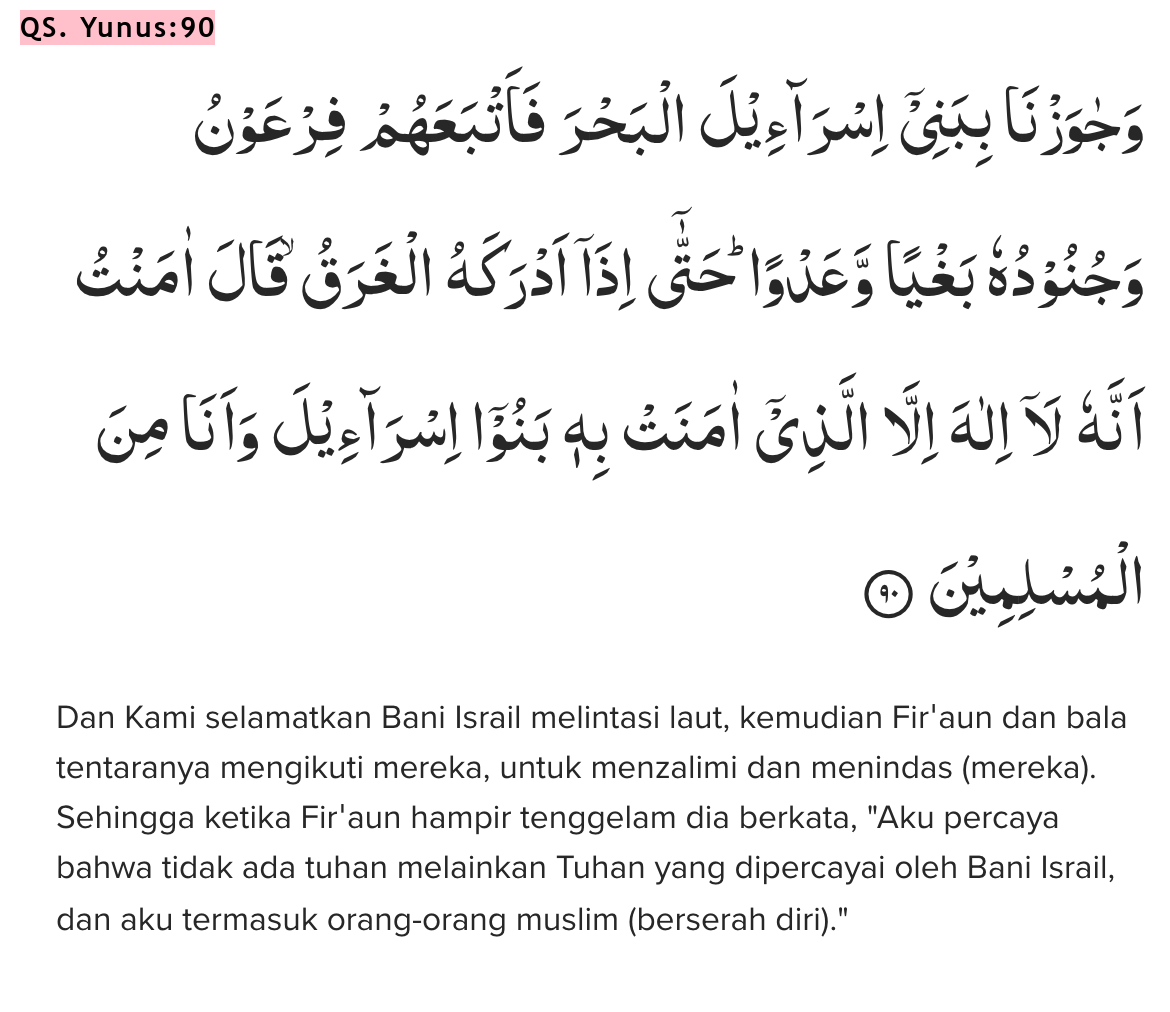 QS. Yunus:90
وَجٰوَزْنَا بِبَنِيْٓ اِسْرَاۤءِيْلَ الْبَحْرَ فَاَتْبَعَهُمْ فِرْعَوْنُ
وَجُنُوْدُهٗ بَغْيًا وَّعَدْوًا ۗحَتّٰىٓ اِذَآ اَدْرَكَهُ الْغَرَقُ قَالَ ۙاٰمَنْتُ
اَنَّهٗ لَآ اِلٰهَ اِلَّا الَّذِيْٓ اٰمَنَتْ بِهٖ بَنُوْٓا اِسْرَاۤءِيْلَ وَاَنَا مِنَ
الْمُسْلِمِيْنَ ٩٠
Dan Kami selamatkan Bani Israil melintasi laut, kemudian Fir'aun dan bala
tentaranya mengikuti mereka, untuk menzalimi dan menindas (mereka).
Sehingga ketika Fir'aun hampir tenggelam dia berkata, "Aku percaya
bahwa tidak ada tuhan melainkan Tuhan yang dipercayai oleh Bani Israil,
dan aku termasuk orang-orang muslim (berserah diri)."